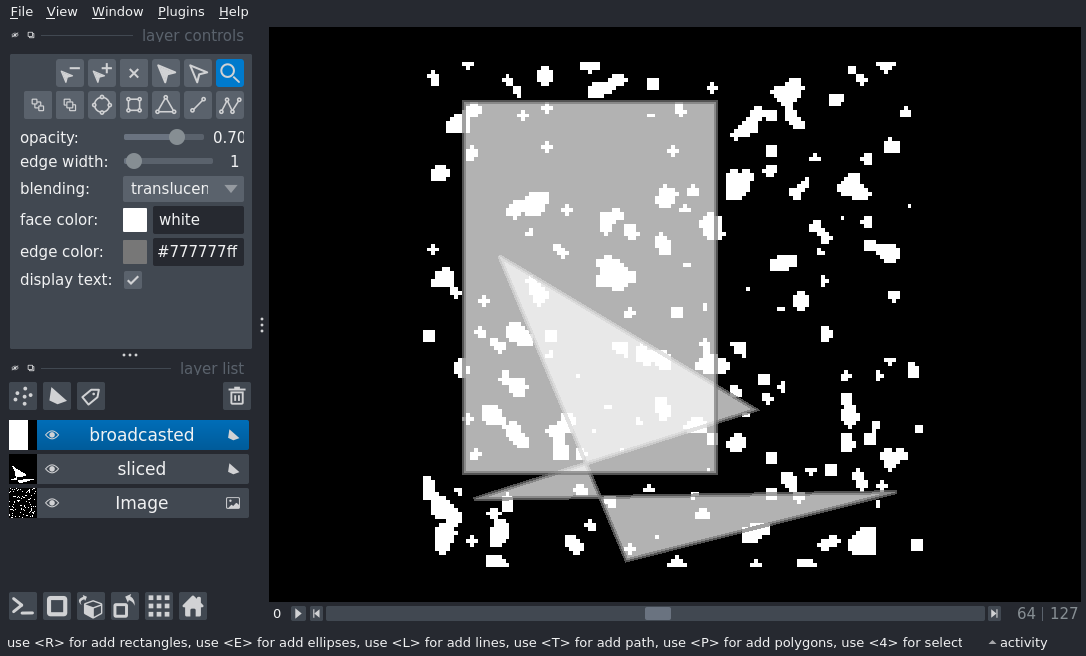 File View Window Plugins Help
layer controls
opacity: 0.70
edge width: 1
blending: translucen
face color: white
edge color: #777777ff
display text:
layer list
broadcasted
sliced
Image
0 64 | 127
use <R> for add rectangles, use <E> for add ellipses, use <L> for add lines, use <T> for add path, use <P> for add polygons, use <4> for select activity